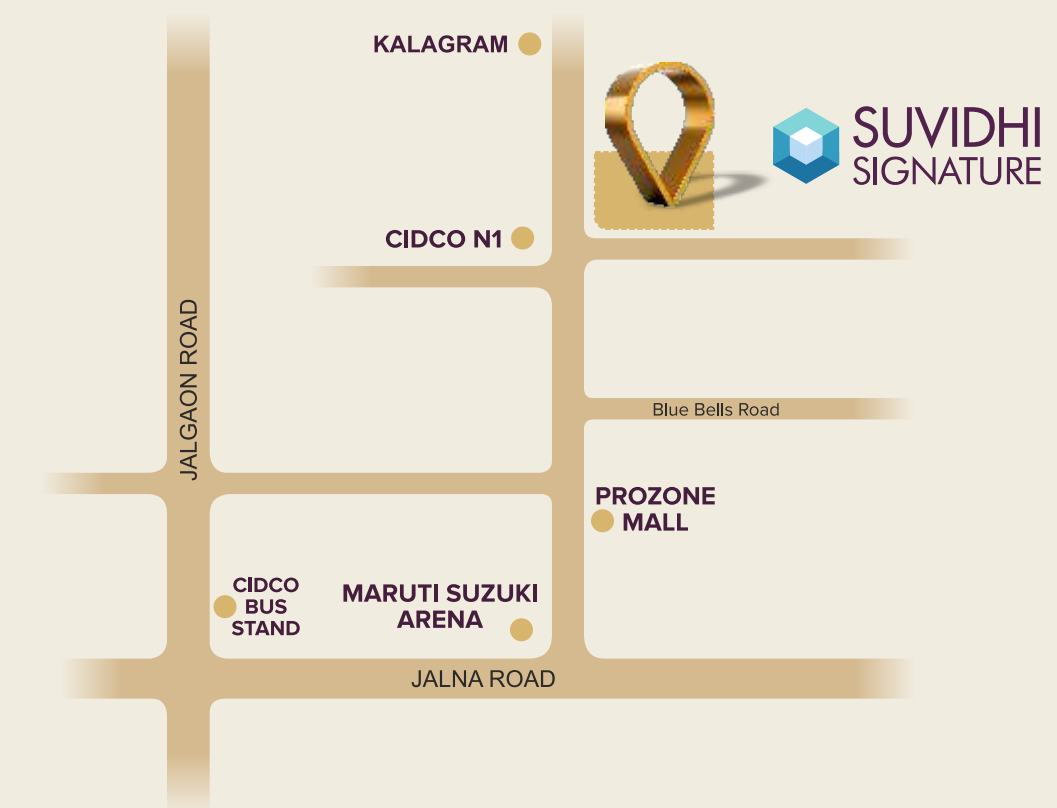 KALAGRAM
SUVIDHI
SIGNATURE
CIDCO N1
JALGAON ROAD
Blue Bells Road
PROZONE
MALL
CIDCO
BUS
STAND
MARUTI SUZUKI
ARENA
JALNA ROAD